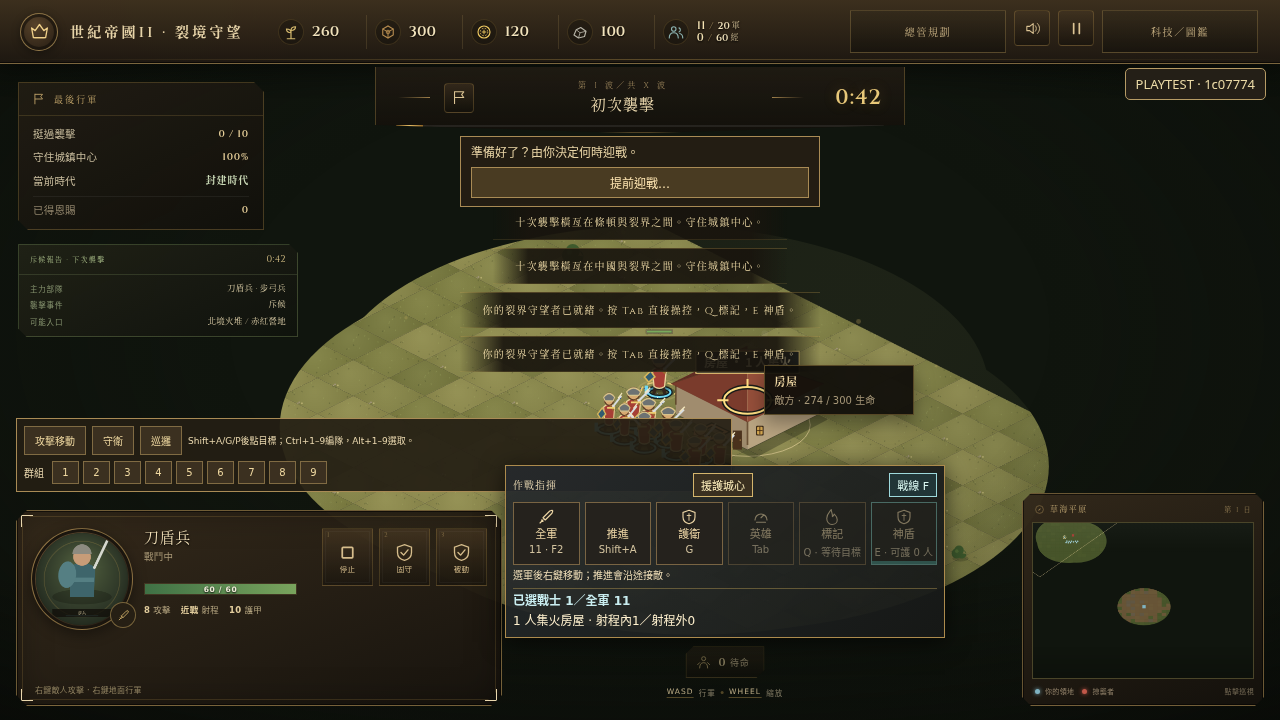 世紀帝國II · 裂境守望
260
300
120
100
11 / 20 軍
0 / 60 經
總管規劃
科技／圖鑑
PLAYTEST · 1c07774
最後行軍
挺過襲擊 0 / 10
守住城鎮中心 100%
當前時代 封建時代
已得恩賜 0
第 I 波／共 X 波
初次襲擊
0:42
準備好了？由你決定何時迎戰。
提前迎戰…
十次襲擊橫亙在條頓與裂界之間。守住城鎮中心。
十次襲擊橫亙在中國與裂界之間。守住城鎮中心。
你的裂界守望者已就緒。按 TAB 直接操控，Q 標記，E 神盾。
你的裂界守望者已就緒。按 TAB 直接操控，Q 標記，E 神盾。
斥候報告 · 下次襲擊 0:42
主力部隊 刀盾兵 · 步弓兵
襲擊事件 斥候
可能入口 北境火堆 / 赤紅營地
房屋
敵方 · 274 / 300 生命
攻擊移動
守衛
巡邏
Shift+A/G/P後點目標；Ctrl+1–9編隊，Alt+1–9選取。
群組 1 2 3 4 5 6 7 8 9
作戰指揮
援護城心
戰線 F
全軍
11 · F2
推進
Shift+A
護衛
G
英雄
Tab
標記
Q · 等待目標
神盾
E · 可護 0 人
選軍後右鍵移動；推進會沿途接敵。
已選戰士 1／全軍 11
1 人集火房屋 · 射程內1／射程外0
刀盾兵
戰鬥中
60 / 60
8 攻擊 近戰 射程 10 護甲
1
停止
2
固守
3
被動
右鍵敵人攻擊 · 右鍵地面行軍
0 待命
WASD 行軍 · WHEEL 縮放
草海平原
第 1 日
你的領地
掠襲者
點擊巡視